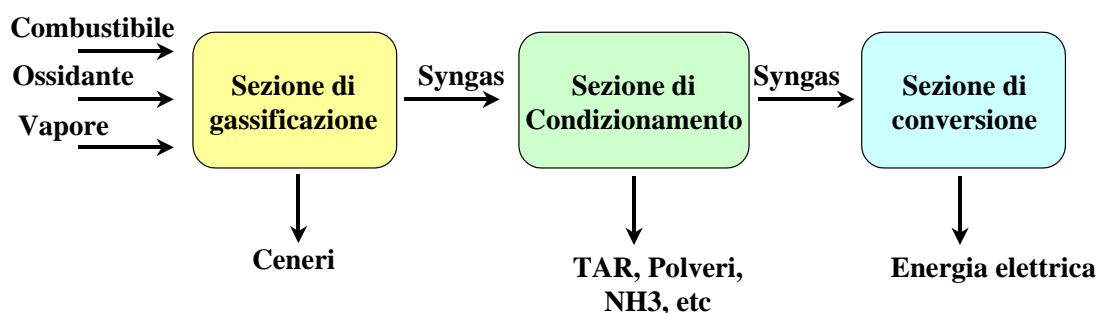 Combustibile
Ossidante
Vapore
Sezione di
gassificazione
Syngas
Sezione di
Condizionamento
Syngas
Sezione di
conversione
Ceneri
TAR, Polveri,
NH3, etc
Energia elettrica